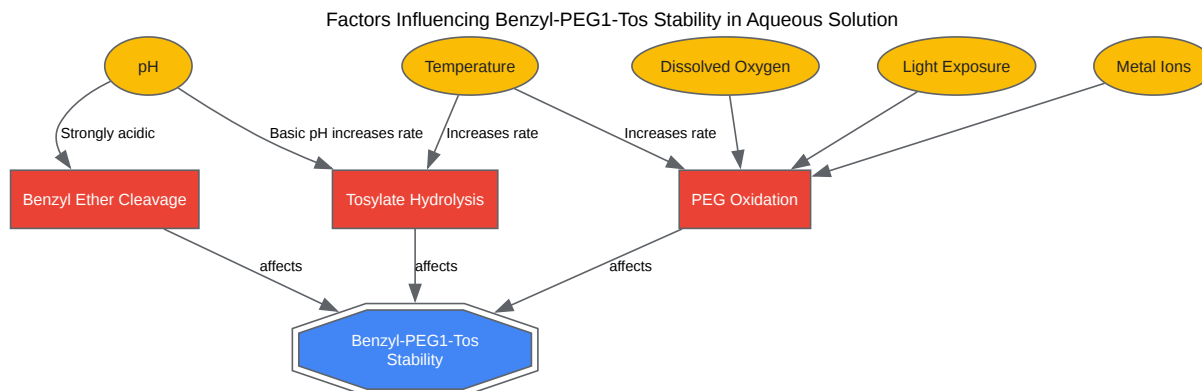 Factors Influencing Benzyl-PEG1-Tos Stability in Aqueous Solution
pH
Temperature
Dissolved Oxygen
Light Exposure
Metal Ions
Strongly acidic
Basic pH increases rate
Increases rate
Increases rate
Benzyl Ether Cleavage
Tosylate Hydrolysis
PEG Oxidation
affects
affects
affects
Benzyl-PEG1-Tos
Stability